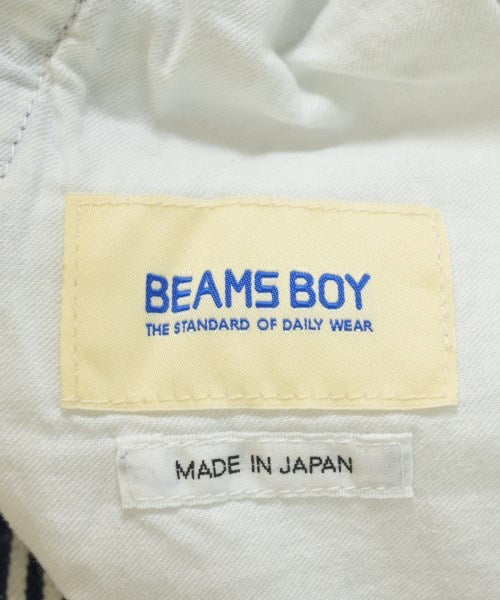 BEAMS BOY
THE STANDARD OF DAILY WEAR
MADE IN JAPAN